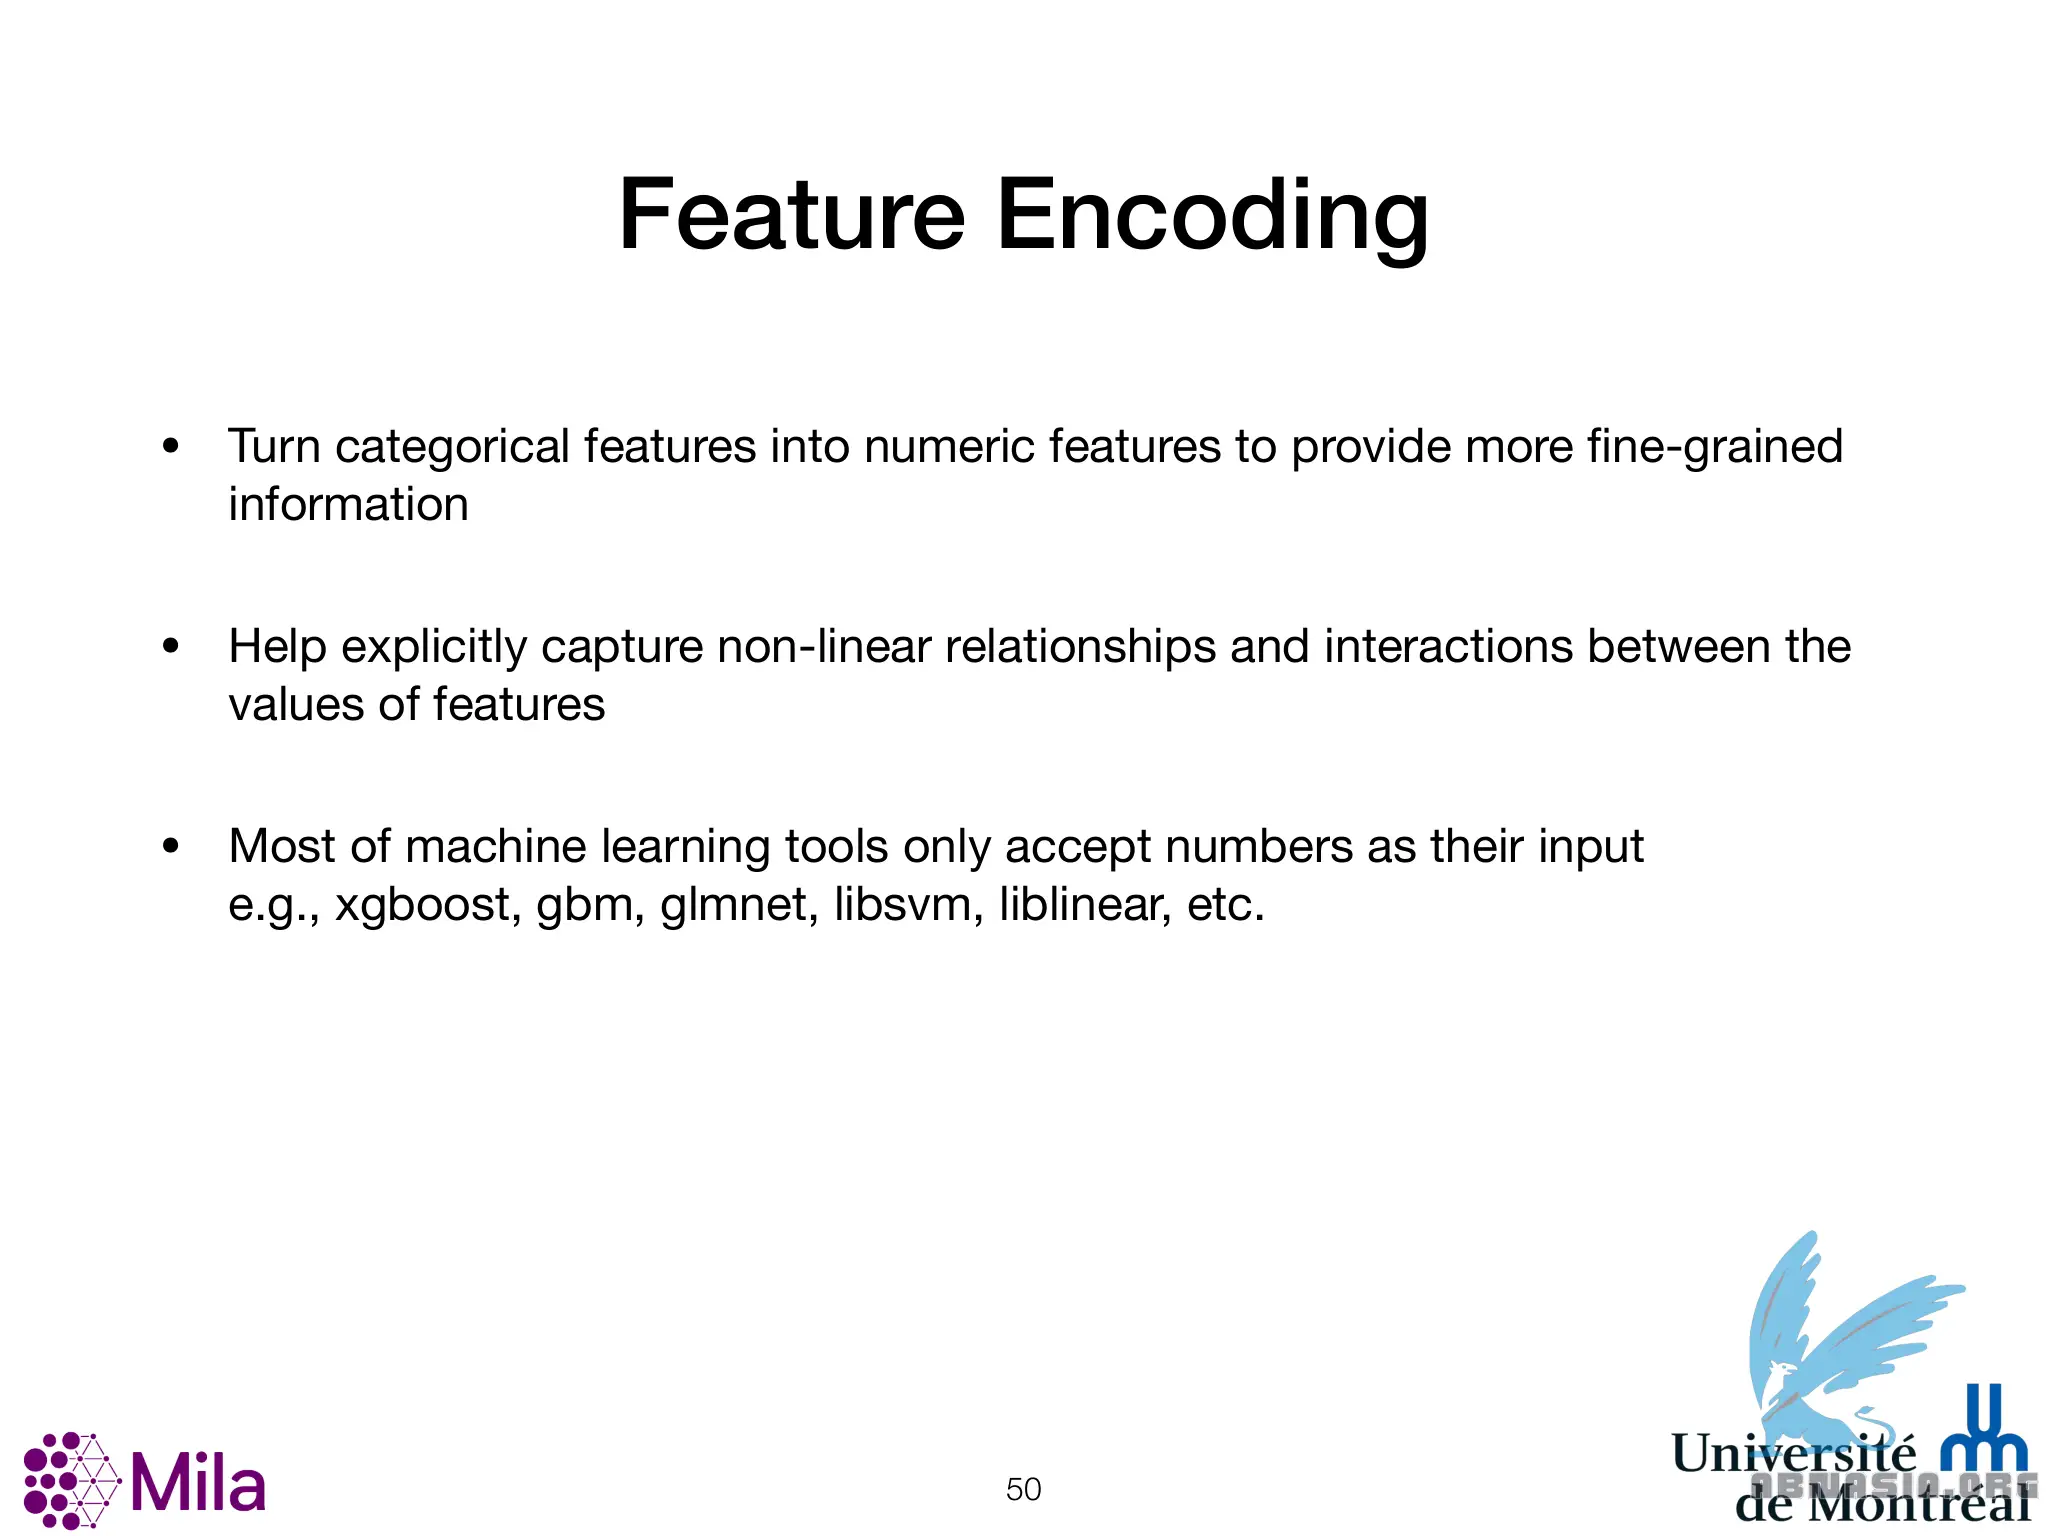 Feature Encoding
• Turn categorical features into numeric features to provide more fine-grained
information
• Help explicitly capture non-linear relationships and interactions between the
values of features
• Most of machine learning tools only accept numbers as their input
e.g., xgboost, gbm, glmnet, libsvm, liblinear, etc.
Mila
50
Université
de Montréal
ABNASIA.ORG